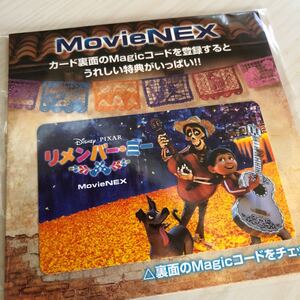 MovieNEX
カード裏面のMagicコードを登録すると
うれしい特典がいっぱい!!
Disney PIXAR
リメンバー・ミー
MovieNEX
△裏面のMagicコードをチェッ